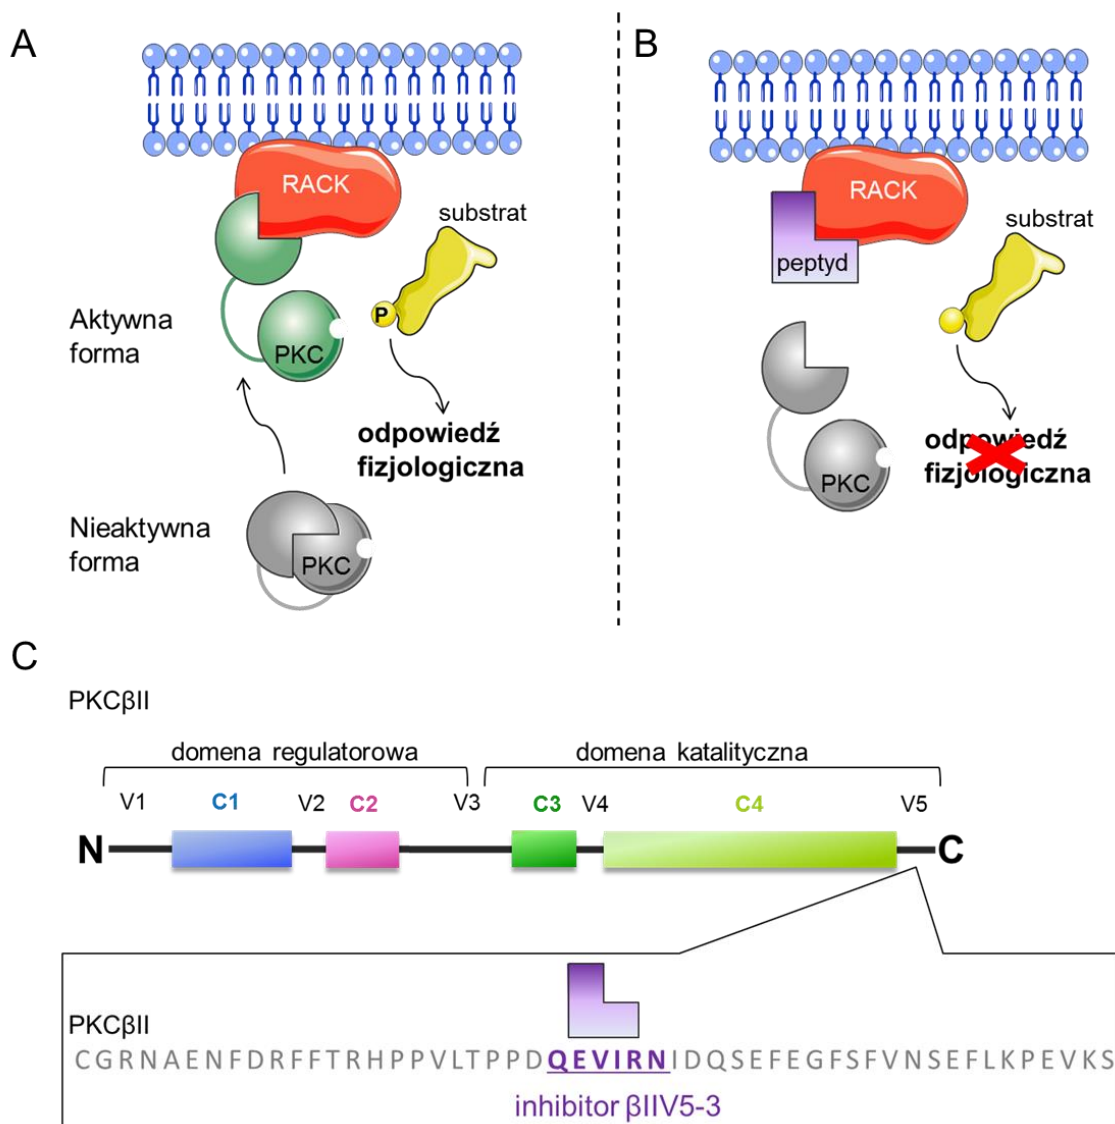 A
RACK
substrat
P
Aktywna
forma
PKC
odpowiedź
fizjologiczna
Nieaktywna
forma
PKC
B
RACK
substrat
peptyd
PKC
odpowiedź
fizjologiczna
C
PKCβII
domena regulatorowa
domena katalityczna
V1 C1 V2 C2 V3 C3 V4 C4 V5
N C
PKCβII
CGRNAENFDRFFTRHPPVLTPPDQEVIRNIDQSEFEGFSFVNSEFLKPEVKS
inhibitor βIIV5-3